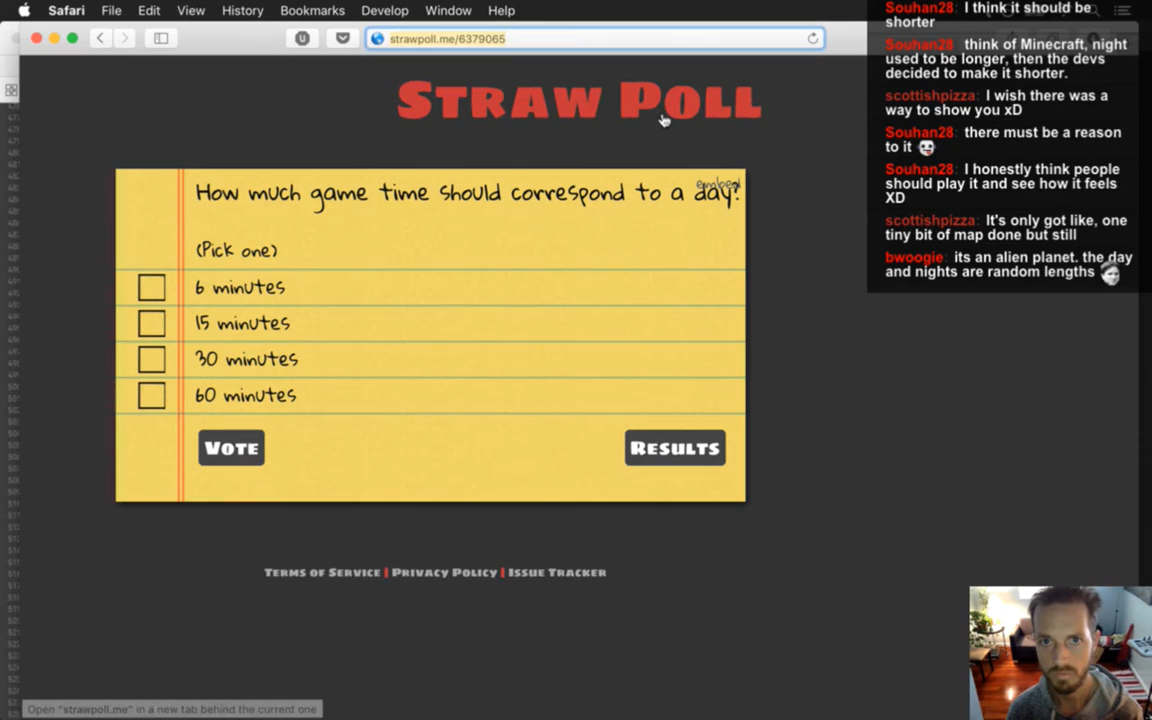 Safari File Edit View History Bookmarks Develop Window Help
strawpoll.me/6379065
Straw Poll
embed
How much game time should correspond to a day?
(Pick one)
6 minutes
15 minutes
30 minutes
60 minutes
Vote
Results
Terms of Service | Privacy Policy | Issue Tracker
Open "strawpoll.me" in a new tab behind the current one
Souhan28: I think it should be
shorter
Souhan28: think of Minecraft, night
used to be longer, then the devs
decided to make it shorter.
scottishpizza: I wish there was a
way to show you xD
Souhan28: there must be a reason
to it
Souhan28: I honestly think people
should play it and see how it feels
XD
scottishpizza: It's only got like, one
tiny bit of map done but still
bwoogie: its an alien planet. the day
and nights are random lengths